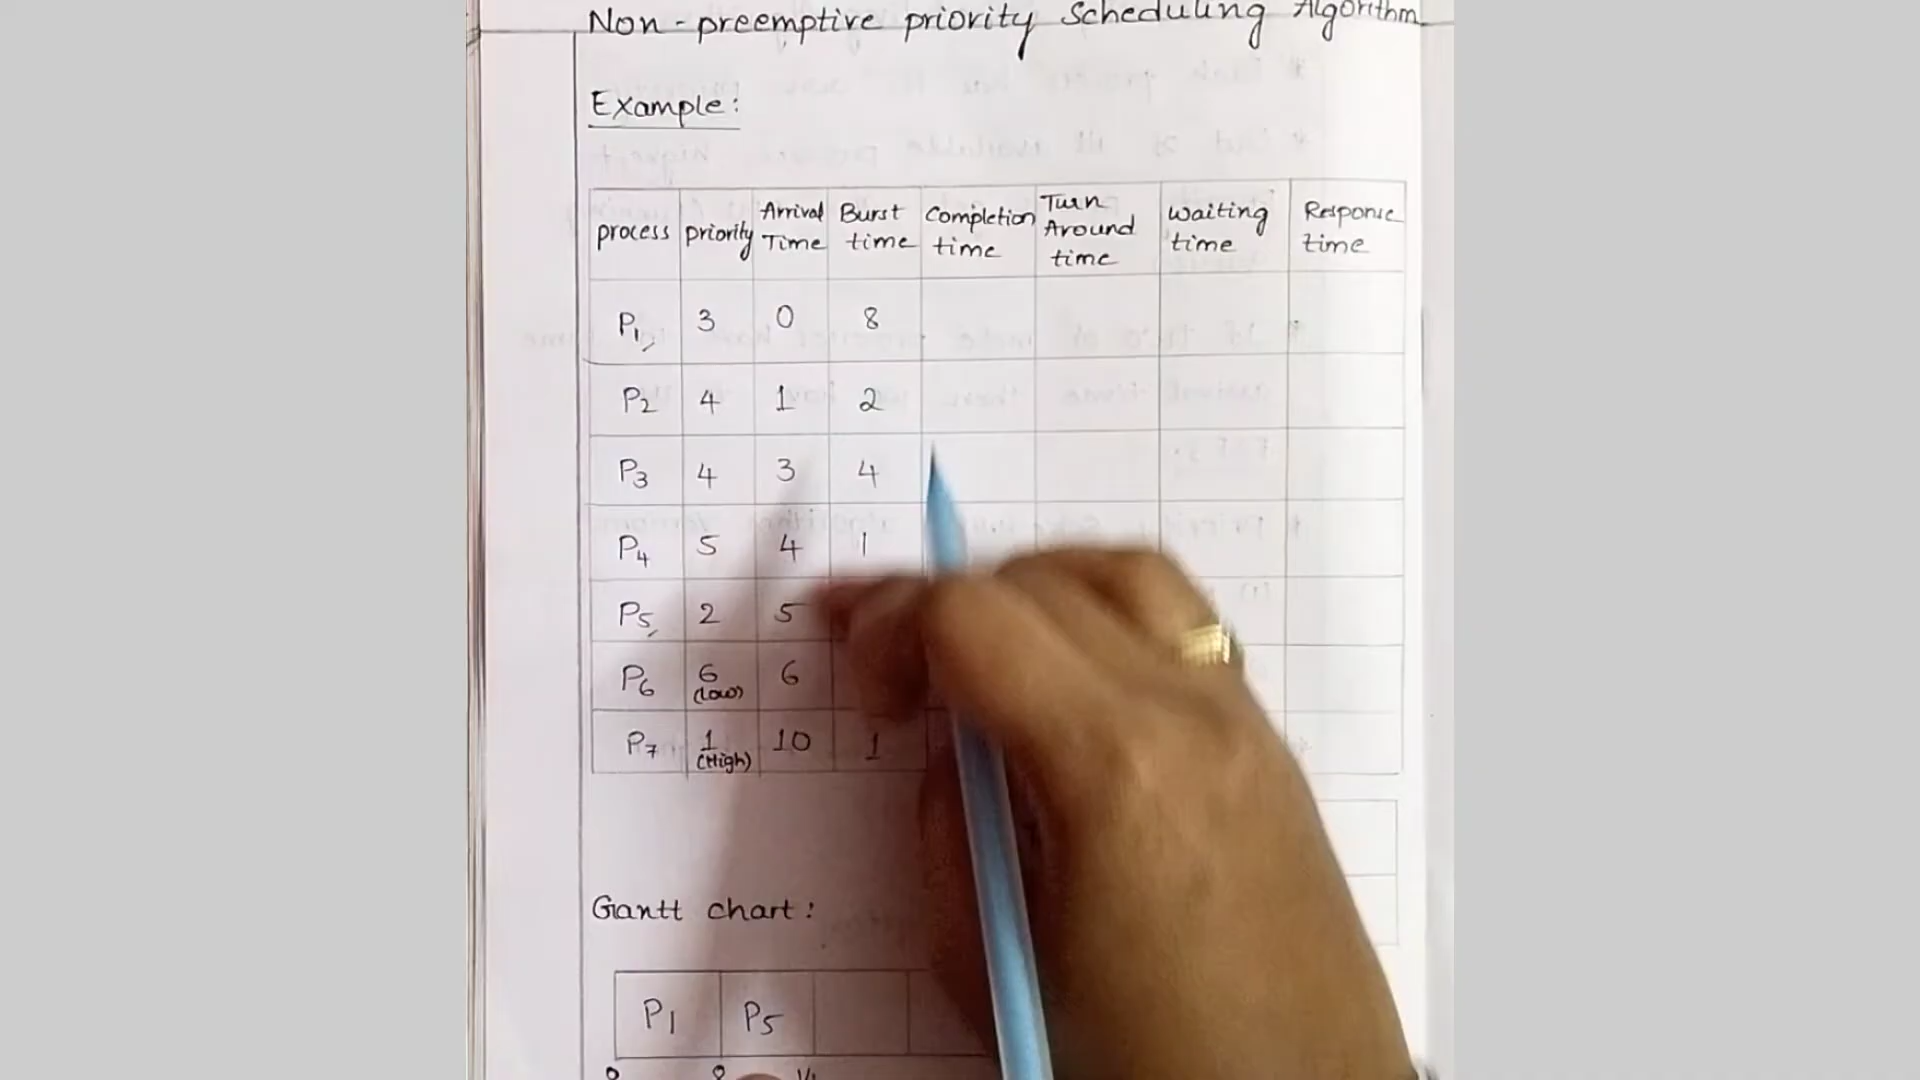 Non-preemptive priority Scheduling Algorithm
Example:
process priority Arrival Time Burst time Completion time Turn Around time Waiting time Response time
P1 3 0 8
P2 4 1 2
P3 4 3 4
P4 5 4 1
P5 2 5
P6 6 (Low) 6
P7 1 (High) 10 1
Gantt chart:
P1 P5